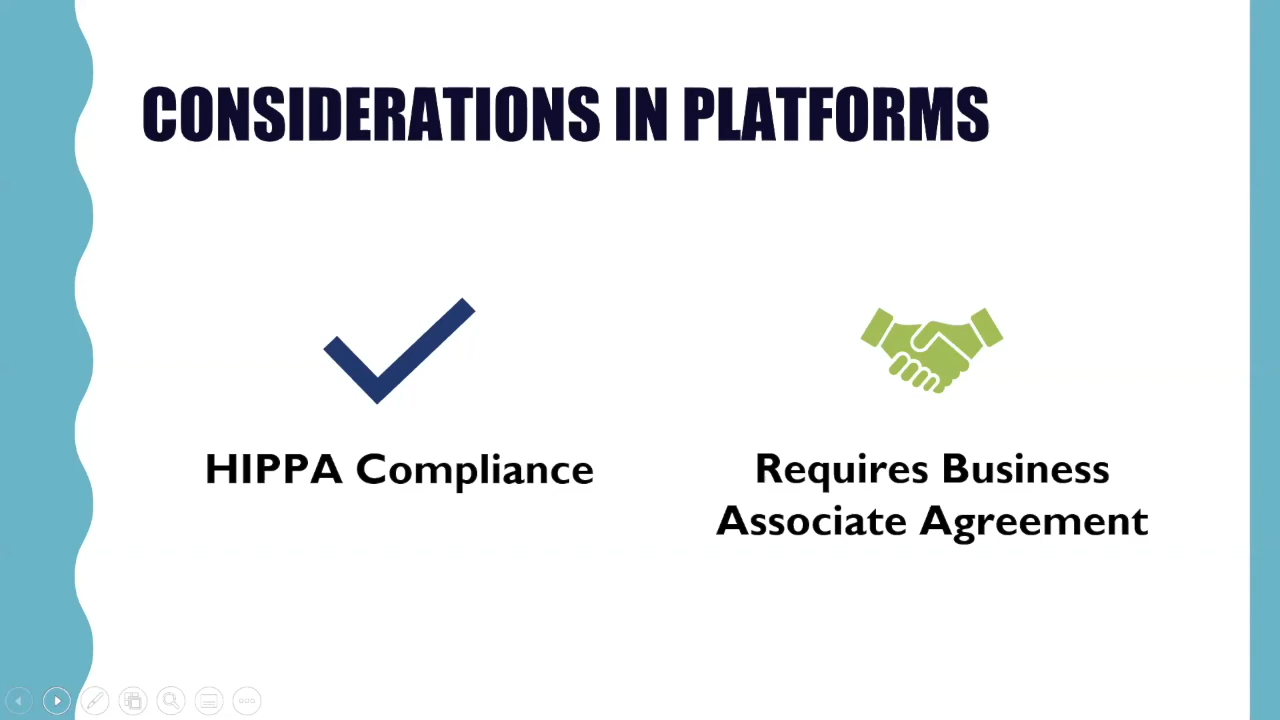 CONSIDERATIONS IN PLATFORMS
HIPPA Compliance
Requires Business
Associate Agreement